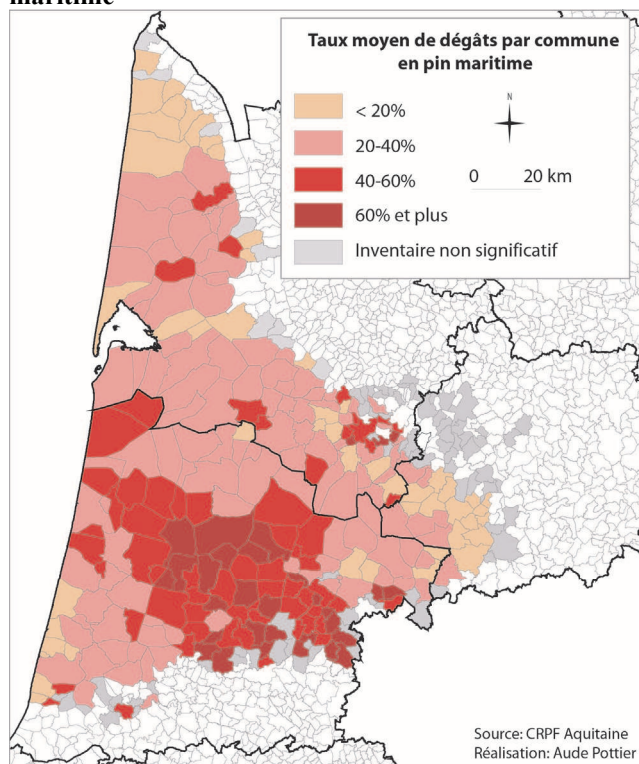 maritime
Taux moyen de dégâts par commune
en pin maritime
< 20%
20-40%
40-60%
60% et plus
Inventaire non significatif
N
0 20 km
Source: CRPF Aquitaine
Réalisation: Aude Pottier